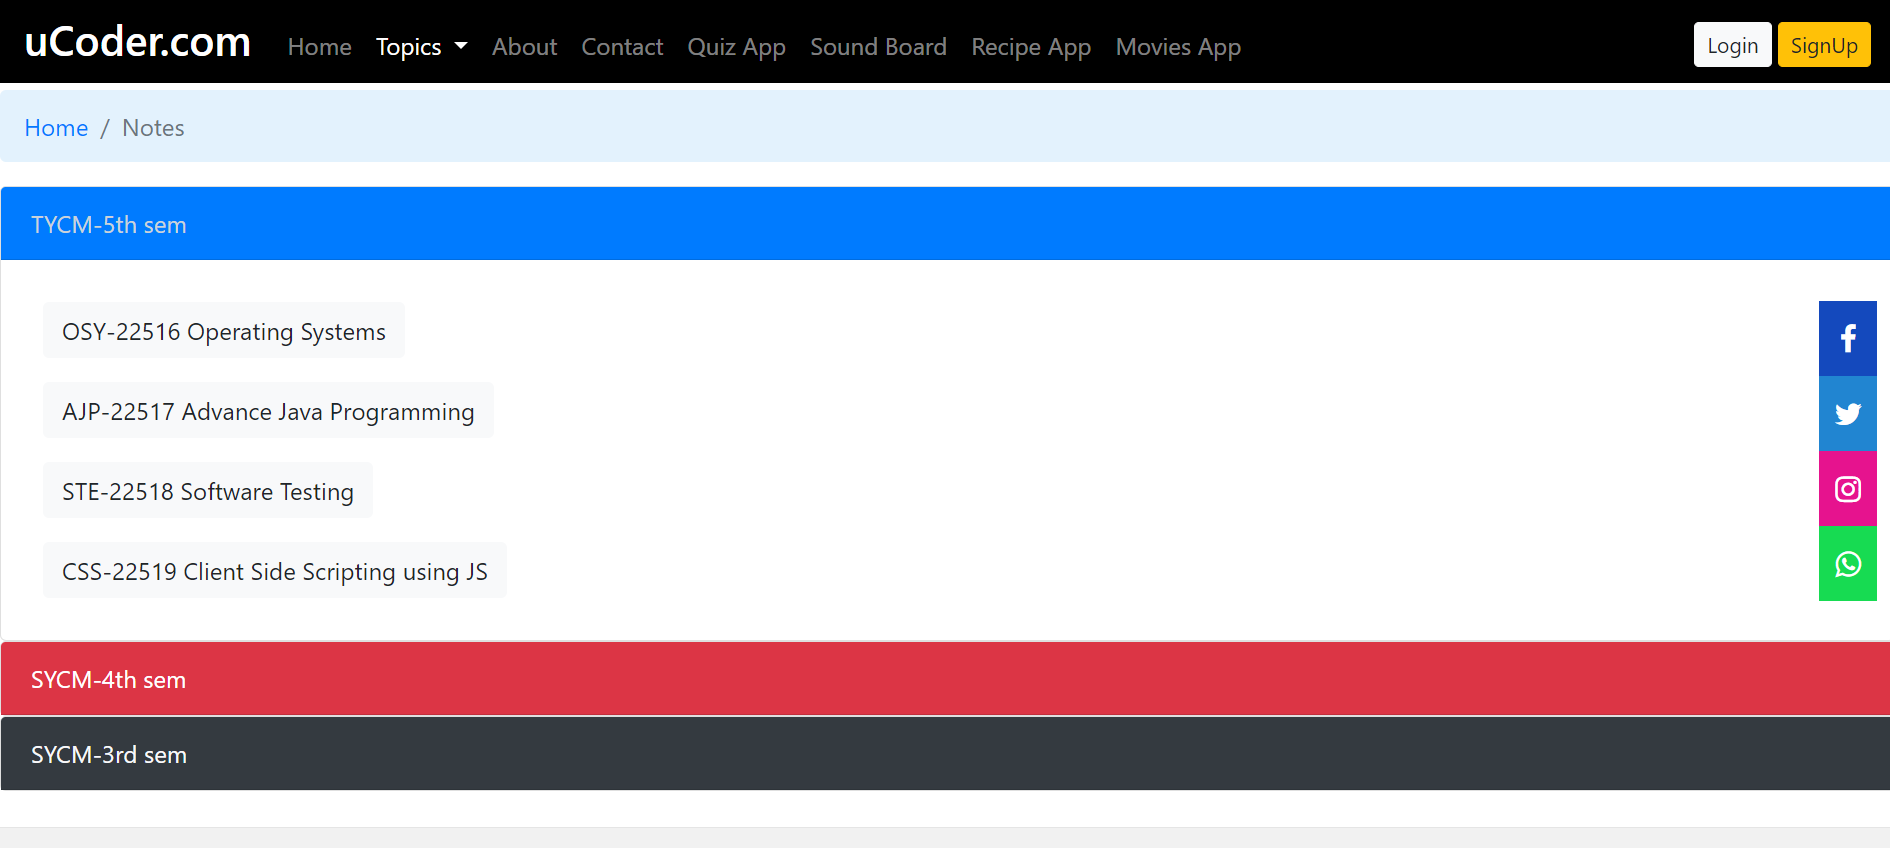 uCoder.com Home Topics About Contact Quiz App Sound Board Recipe App Movies App Login SignUp
Home / Notes
TYCM-5th sem
OSY-22516 Operating Systems
AJP-22517 Advance Java Programming
STE-22518 Software Testing
CSS-22519 Client Side Scripting using JS
SYCM-4th sem
SYCM-3rd sem